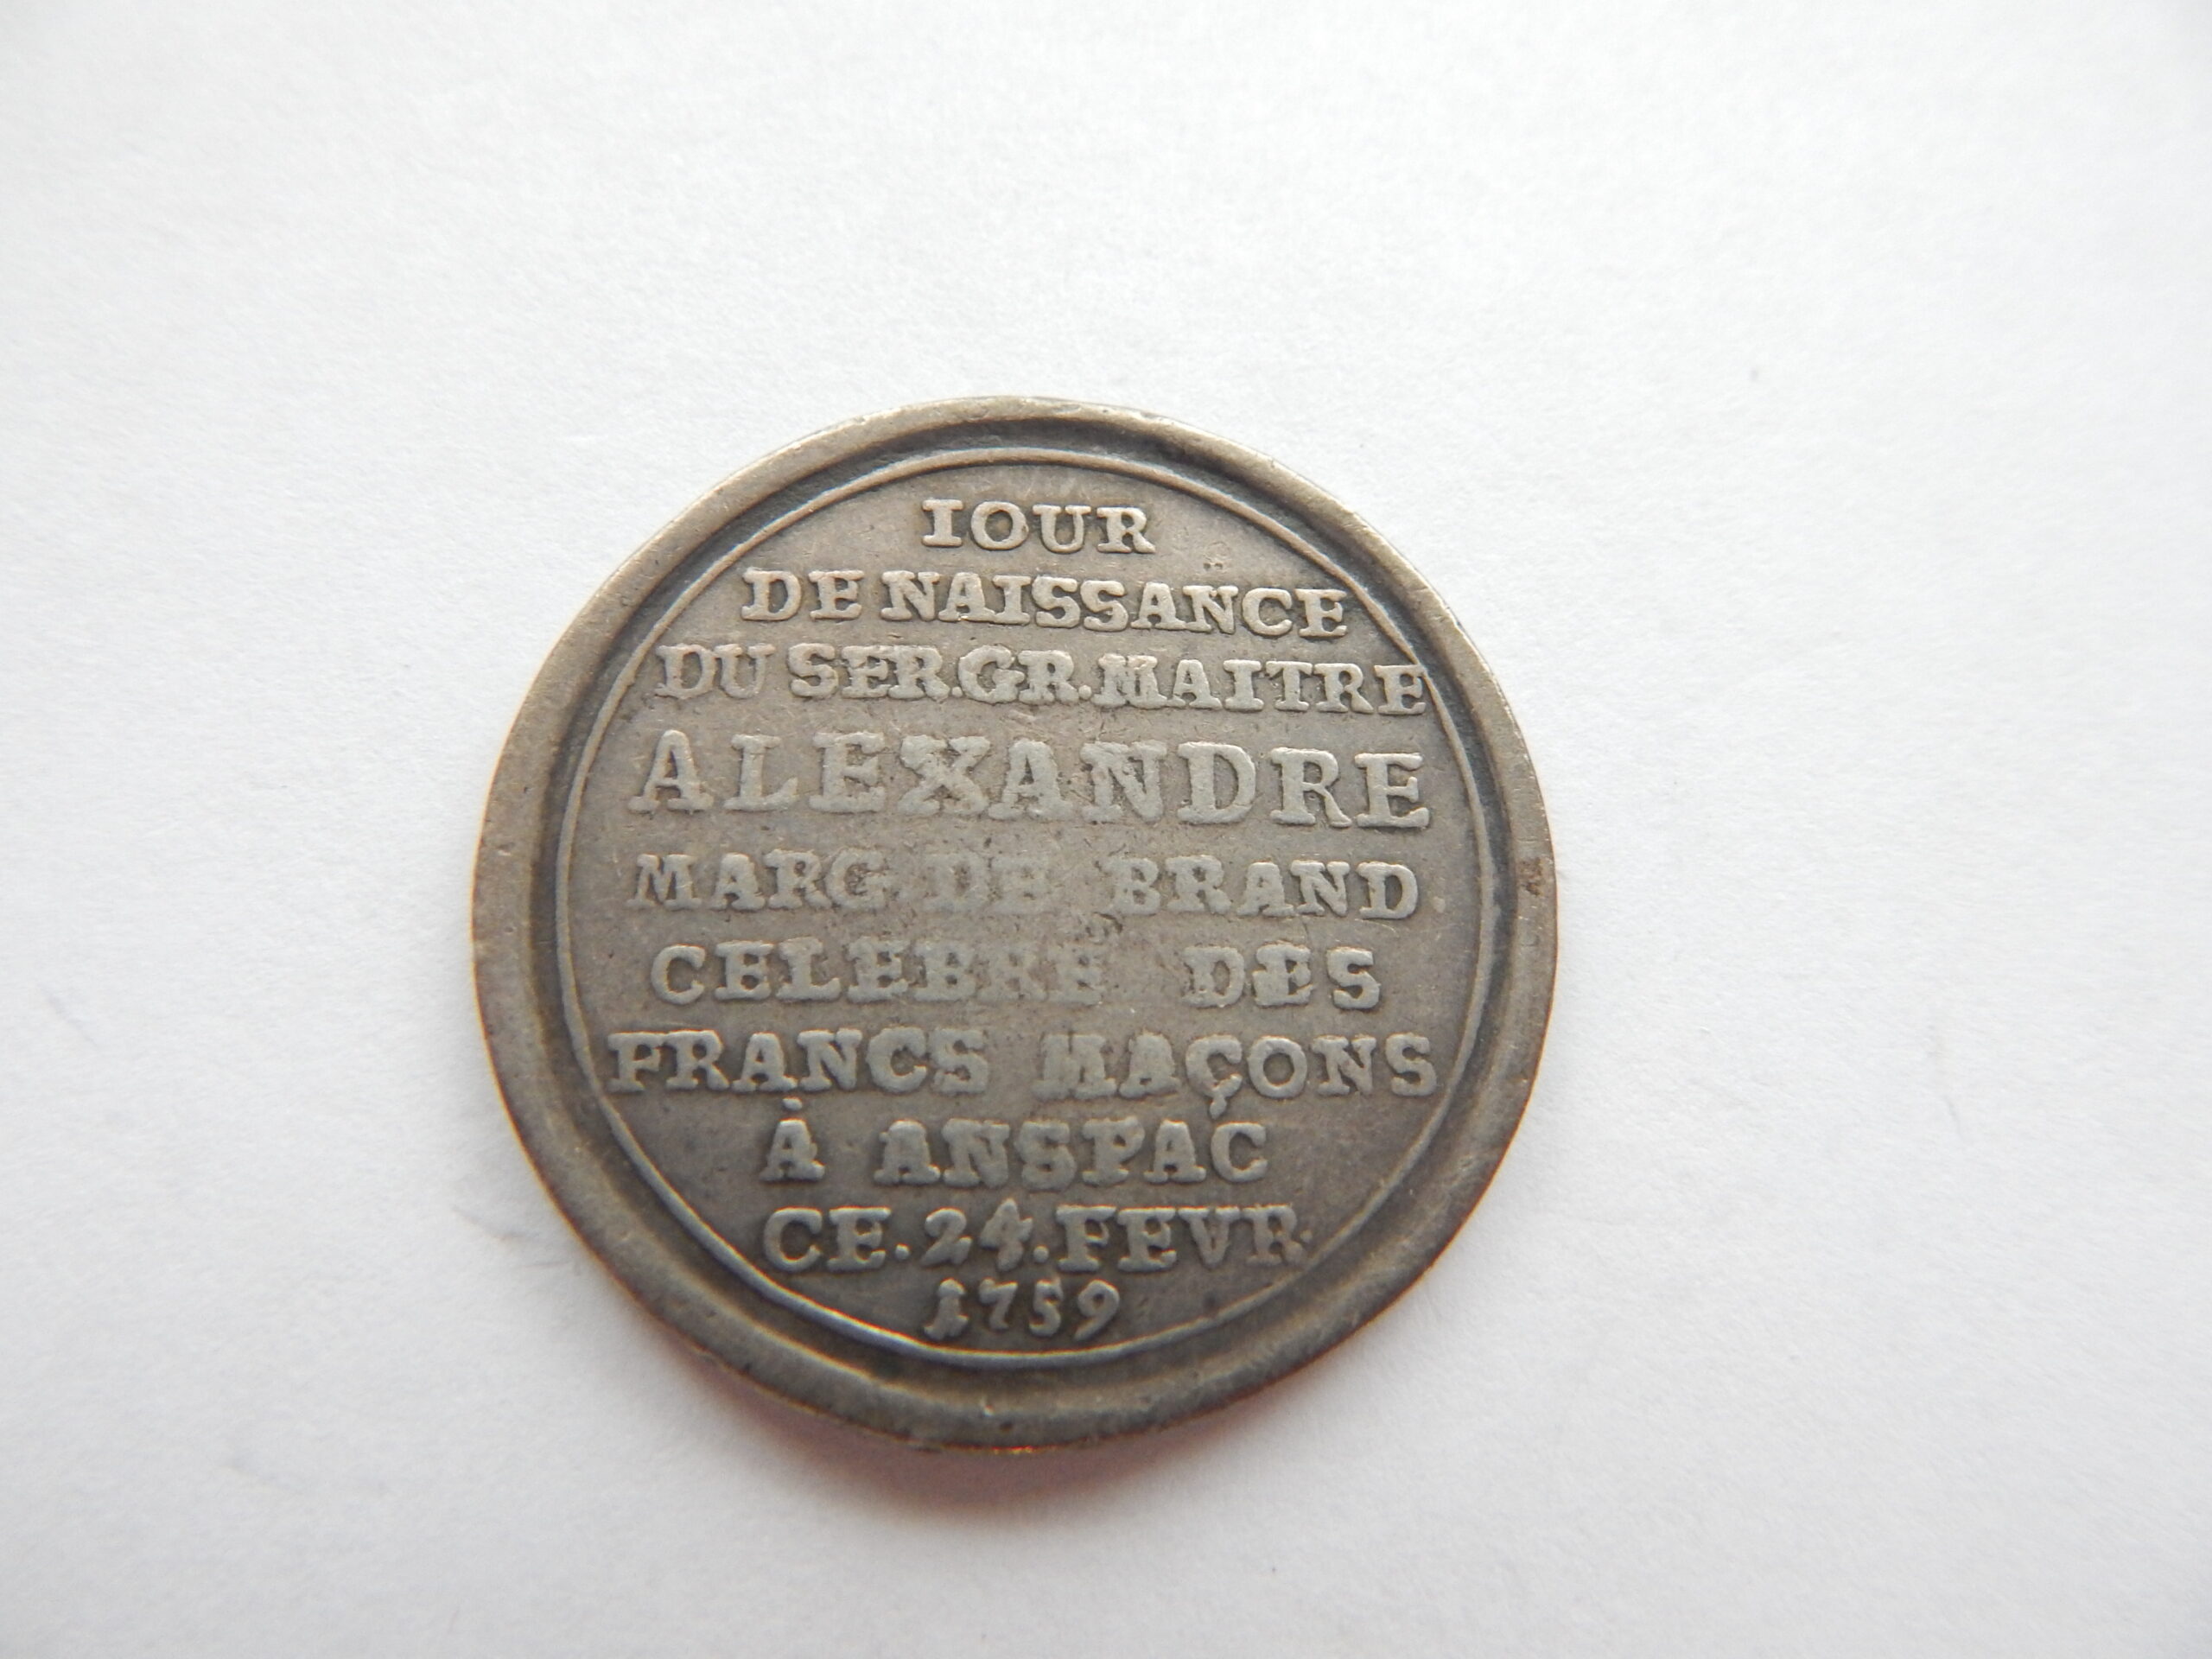 IOUR
DE NAISSANCE
DU SER.GR.MAITRE
ALEXANDRE
MARG DE BRAND.
CELEBRE DES
FRANCS MAÇONS
À ANSPAC
CE.24.FEVR.
1759